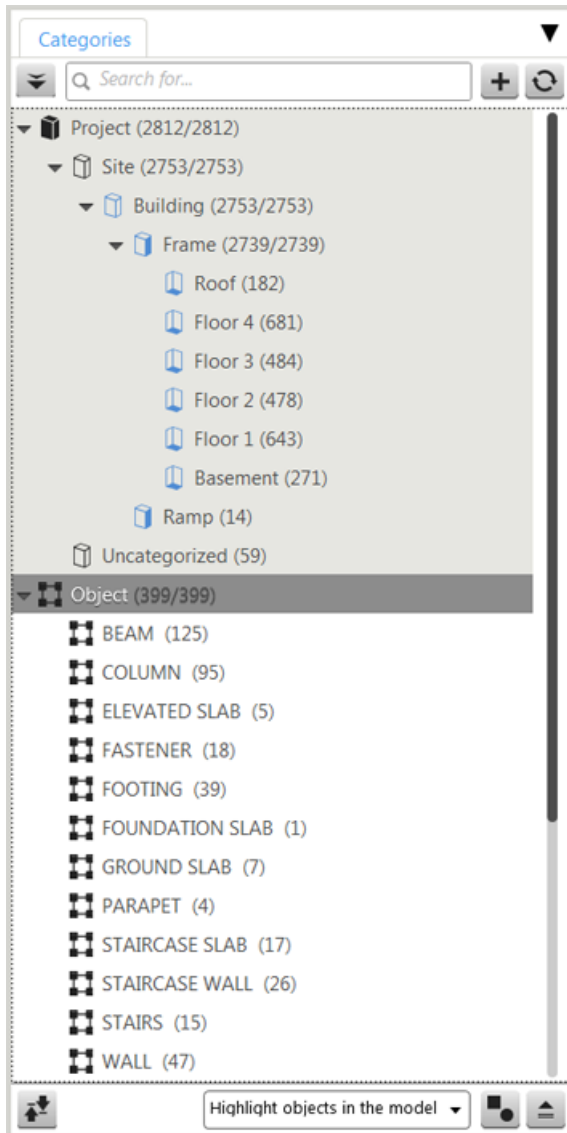 Categories
Search for...
Project (2812/2812)
Site (2753/2753)
Building (2753/2753)
Frame (2739/2739)
Roof (182)
Floor 4 (681)
Floor 3 (484)
Floor 2 (478)
Floor 1 (643)
Basement (271)
Ramp (14)
Uncategorized (59)
Object (399/399)
BEAM (125)
COLUMN (95)
ELEVATED SLAB (5)
FASTENER (18)
FOOTING (39)
FOUNDATION SLAB (1)
GROUND SLAB (7)
PARAPET (4)
STAIRCASE SLAB (17)
STAIRCASE WALL (26)
STAIRS (15)
WALL (47)
Highlight objects in the model